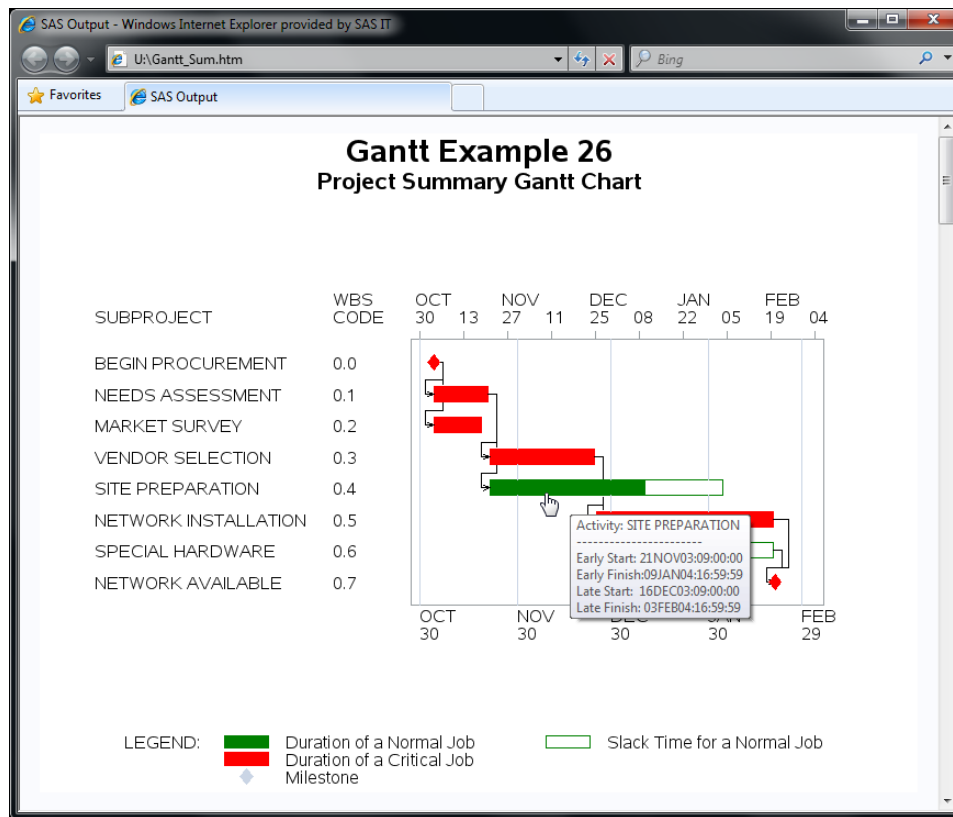 SAS Output - Windows Internet Explorer provided by SAS IT
U:\Gantt_Sum.htm
Bing
Favorites
SAS Output
Gantt Example 26
Project Summary Gantt Chart
WBS OCT NOV DEC JAN FEB
SUBPROJECT CODE 30 13 27 11 25 08 22 05 19 04
BEGIN PROCUREMENT 0.0
NEEDS ASSESSMENT 0.1
MARKET SURVEY 0.2
VENDOR SELECTION 0.3
SITE PREPARATION 0.4
NETWORK INSTALLATION 0.5
SPECIAL HARDWARE 0.6
NETWORK AVAILABLE 0.7
Activity: SITE PREPARATION
-----------------------
Early Start: 21NOV03:09:00:00
Early Finish:09JAN04:16:59:59
Late Start: 16DEC03:09:00:00
Late Finish: 03FEB04:16:59:59
OCT NOV DEC JAN FEB
30 30 30 30 29
LEGEND: Duration of a Normal Job Slack Time for a Normal Job
Duration of a Critical Job
Milestone